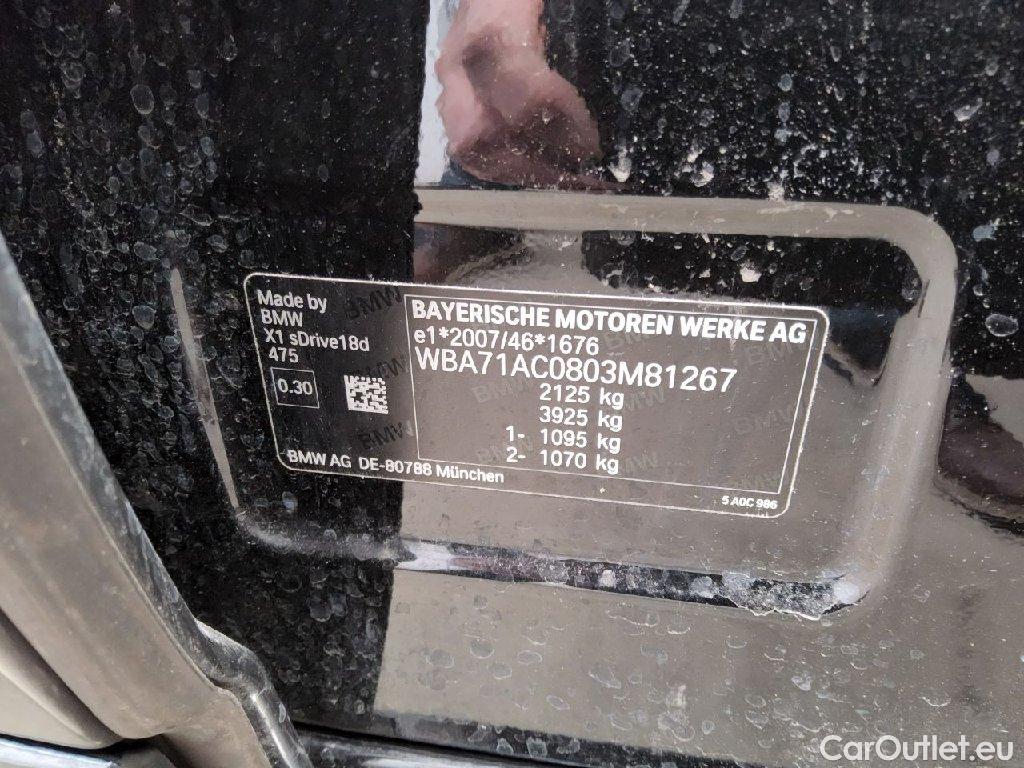 Made by
BMW
X1 sDrive18d
475
0.30
BMW AG DE-80788 München
BAYERISCHE MOTOREN WERKE AG
e1*2007/46*1676
WBA71AC0803M81267
2125 kg
3925 kg
1- 1095 kg
2- 1070 kg
5 A0C 986
CarOutlet.eu